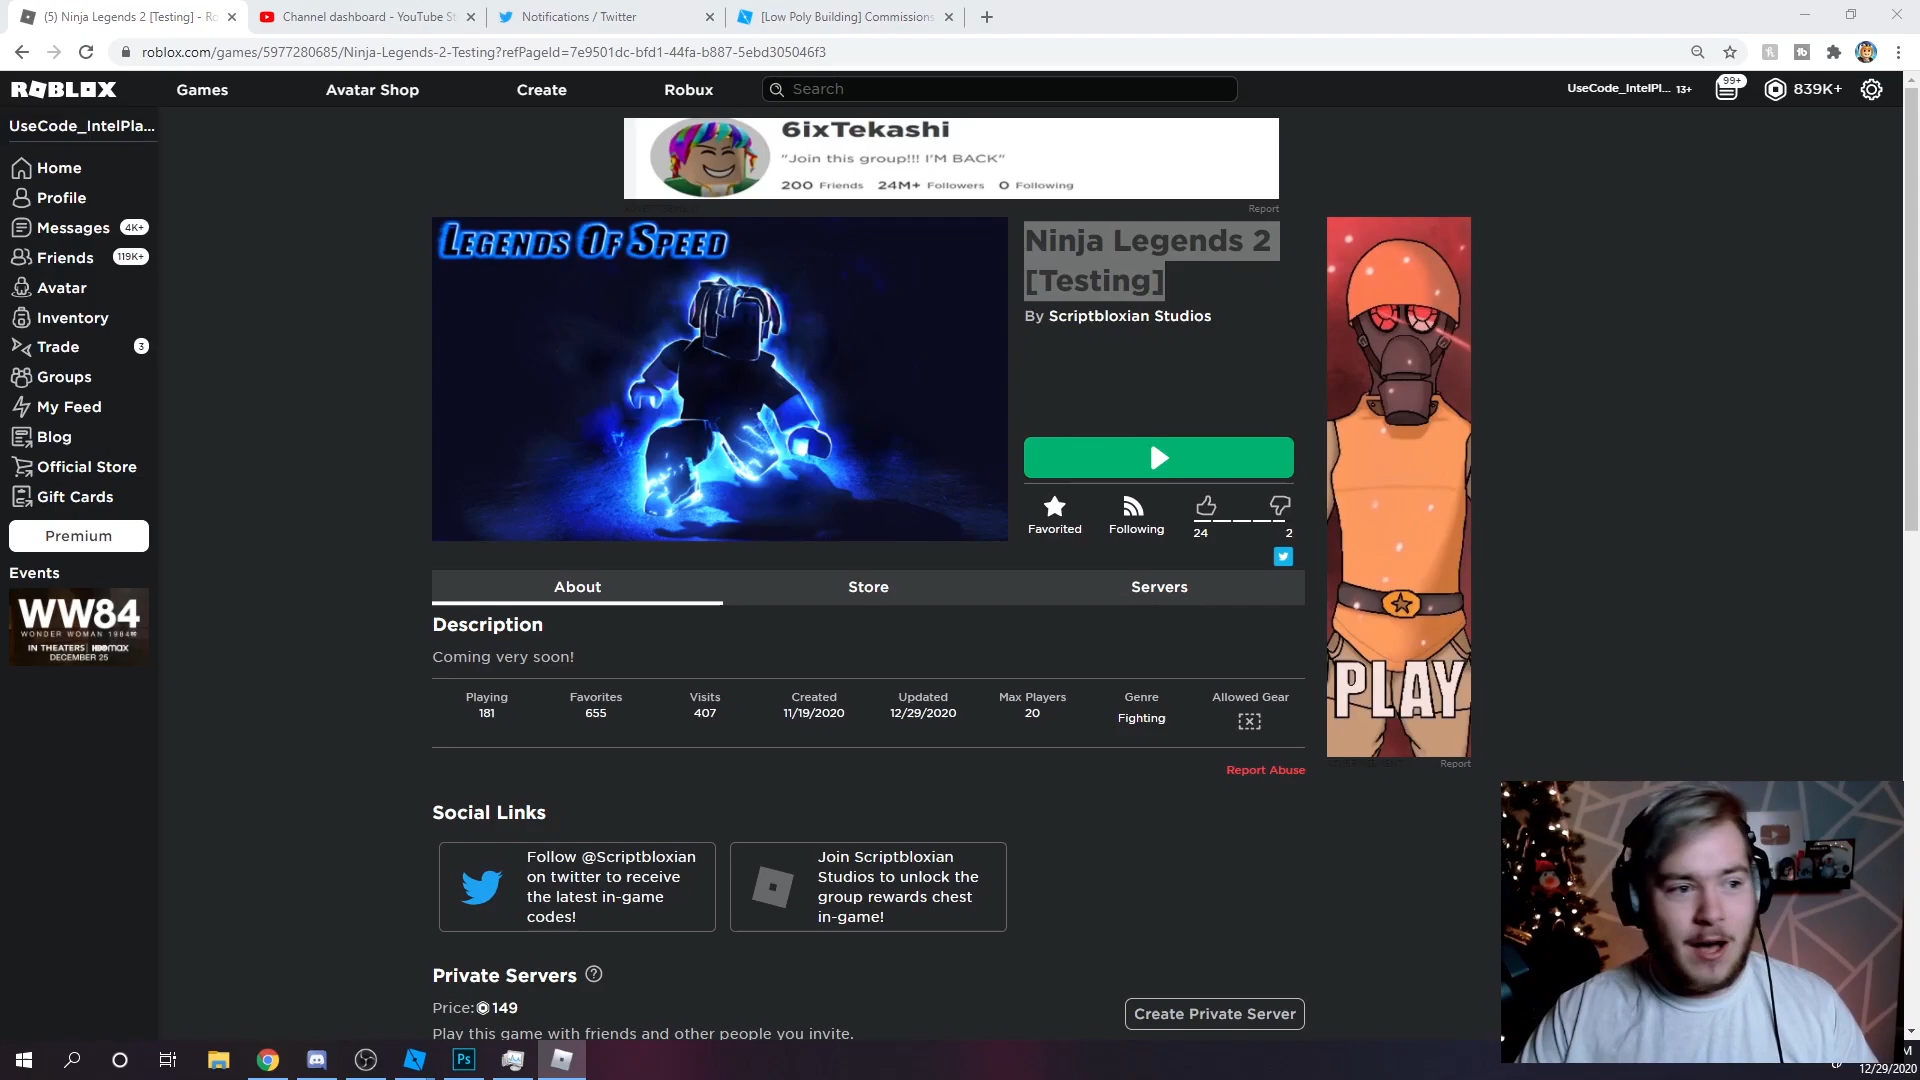 (5) Ninja Legends 2 [Testing] - Ro
Channel dashboard - YouTube St
Notifications / Twitter
[Low Poly Building] Commissions
roblox.com/games/5977280685/Ninja-Legends-2-Testing?refPageId=7e9501dc-bfd1-44fa-b887-5ebd305046f3
ROBLOX
Games
Avatar Shop
Create
Robux
Search
UseCode_IntelPl... 13+
99+
839K+
UseCode_IntelPla...
Home
Profile
Messages 4K+
Friends 119K+
Avatar
Inventory
Trade 3
Groups
My Feed
Blog
Official Store
Gift Cards
Premium
Events
WW84
WONDER WOMAN 1984
IN THEATERS HBOmax
DECEMBER 25
6ixTekashi
"Join this group!!! I'M BACK"
200 Friends 24M+ Followers 0 Following
Report
LEGENDS OF SPEED
Ninja Legends 2
[Testing]
By Scriptbloxian Studios
Favorited
Following
24
2
PLAY
Report
About
Store
Servers
Description
Coming very soon!
Playing Favorites Visits Created Updated Max Players Genre Allowed Gear
181 655 407 11/19/2020 12/29/2020 20 Fighting
Report Abuse
Social Links
Follow @Scriptbloxian
on twitter to receive
the latest in-game
codes!
Join Scriptbloxian
Studios to unlock the
group rewards chest
in-game!
Private Servers
Price: 149
Create Private Server
Play this game with friends and other people you invite.
Ps
M
12/29/2020